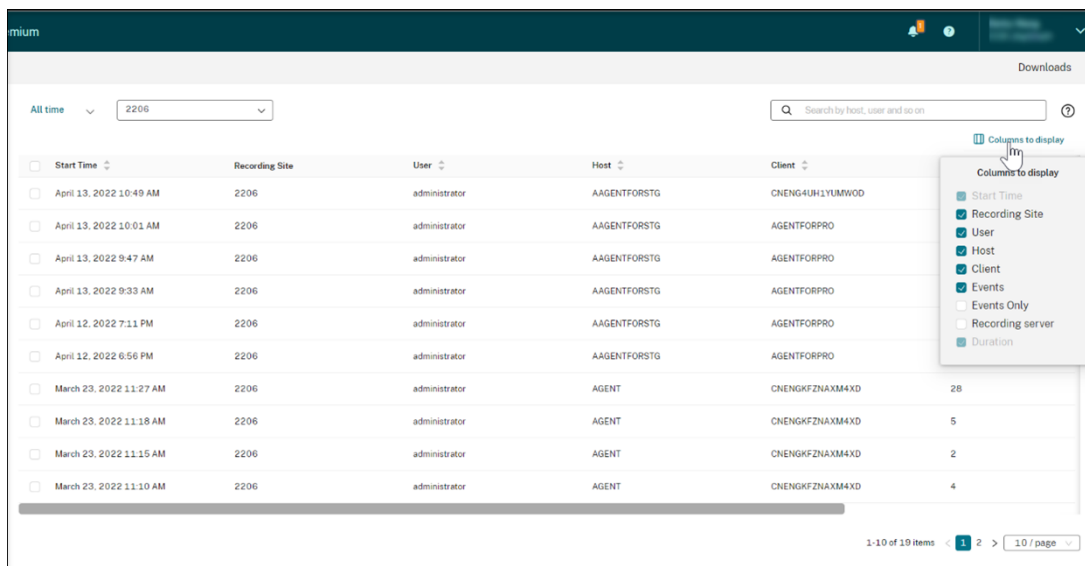 mium
Downloads
All time 2206 Search by host, user and so on
Columns to display
Start Time Recording Site User Host Client
April 13, 2022 10:49 AM 2206 administrator AAGENTFORSTG CNENG4UH1YUMWOD
April 13, 2022 10:01 AM 2206 administrator AAGENTFORSTG AGENTFORPRO
April 13, 2022 9:47 AM 2206 administrator AAGENTFORSTG AGENTFORPRO
April 13, 2022 9:33 AM 2206 administrator AAGENTFORSTG AGENTFORPRO
April 12, 2022 7:11 PM 2206 administrator AAGENTFORSTG AGENTFORPRO
April 12, 2022 6:56 PM 2206 administrator AAGENTFORSTG AGENTFORPRO
March 23, 2022 11:27 AM 2206 administrator AGENT CNENGKFZNAXM4XD 28
March 23, 2022 11:18 AM 2206 administrator AGENT CNENGKFZNAXM4XD 5
March 23, 2022 11:15 AM 2206 administrator AGENT CNENGKFZNAXM4XD 2
March 23, 2022 11:10 AM 2206 administrator AGENT CNENGKFZNAXM4XD 4
Columns to display
Start Time
Recording Site
User
Host
Client
Events
Events Only
Recording server
Duration
1-10 of 19 items < 1 2 > 10 / page